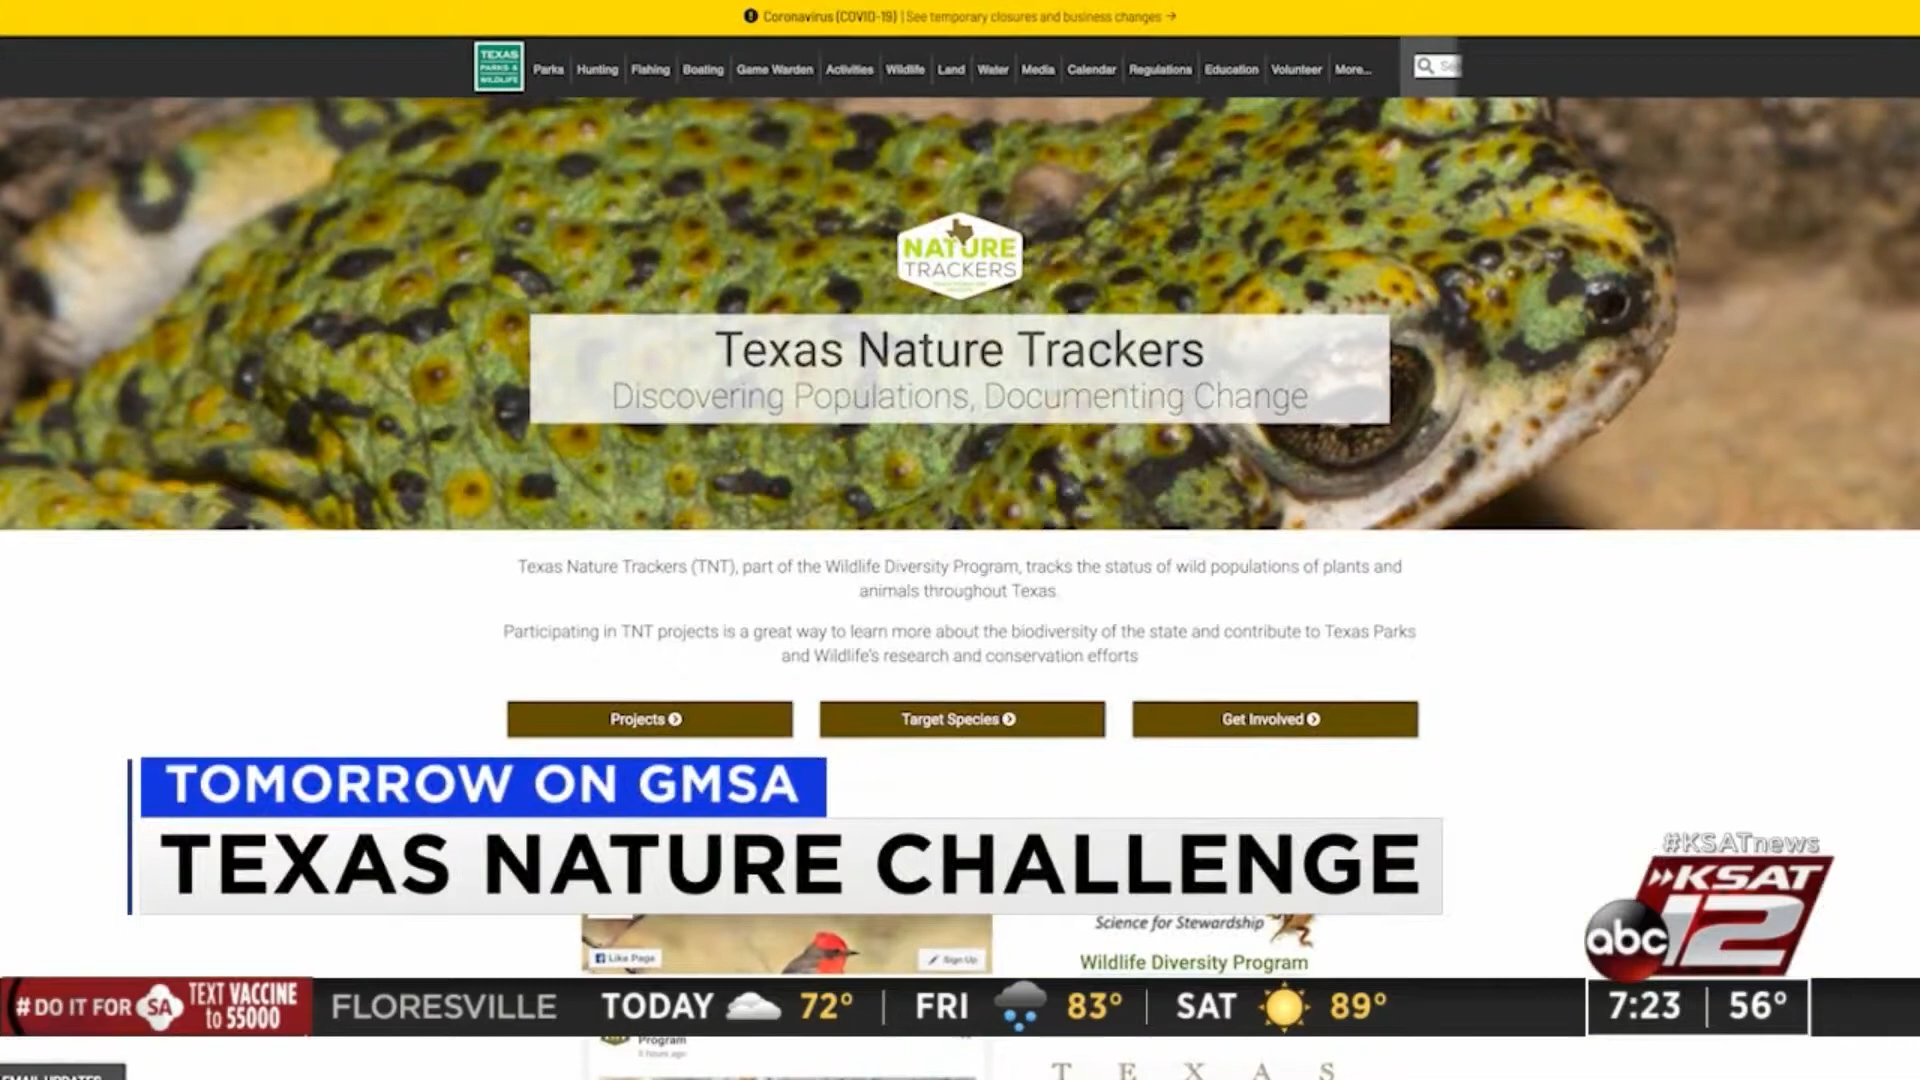 Coronavirus (COVID-19) | See temporary closures and business changes →
TEXAS
PARKS &
WILDLIFE
Parks Hunting Fishing Boating Game Warden Activities Wildlife Land Water Media Calendar Regulations Education Volunteer More...
NATURE
TRACKERS
Texas Nature Trackers
Discovering Populations, Documenting Change
Texas Nature Trackers (TNT), part of the Wildlife Diversity Program, tracks the status of wild populations of plants and
animals throughout Texas.
Participating in TNT projects is a great way to learn more about the biodiversity of the state and contribute to Texas Parks
and Wildlife's research and conservation efforts
Projects
Target Species
Get Involved
TOMORROW ON GMSA
TEXAS NATURE CHALLENGE
#KSATnews
KSAT
abc 12
Science for Stewardship
Like Page
Sign Up
Wildlife Diversity Program
# DO IT FOR SA TEXT VACCINE
to 55000
FLORESVILLE TODAY 72° FRI 83° SAT 89°
7:23 56°
Program
T E X A S
EMAIL UPDATES